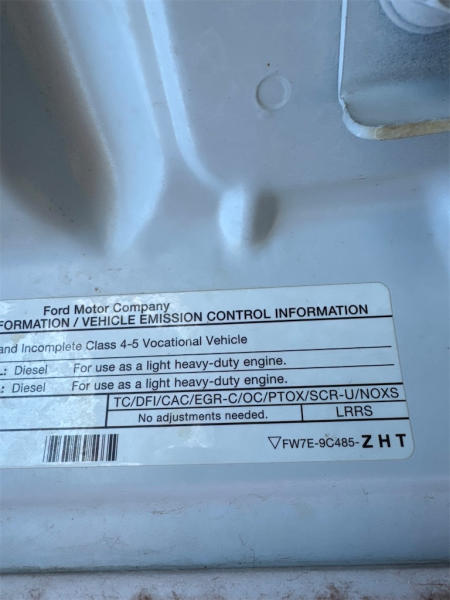 Ford Motor Company
FORMATION / VEHICLE EMISSION CONTROL INFORMATION
and Incomplete Class 4-5 Vocational Vehicle
: Diesel For use as a light heavy-duty engine.
: Diesel For use as a light heavy-duty engine.
TC/DFI/CAC/EGR-C/OC/PTOX/SCR-U/NOXS
No adjustments needed. LRRS
▽FW7E-9C485-ZHT